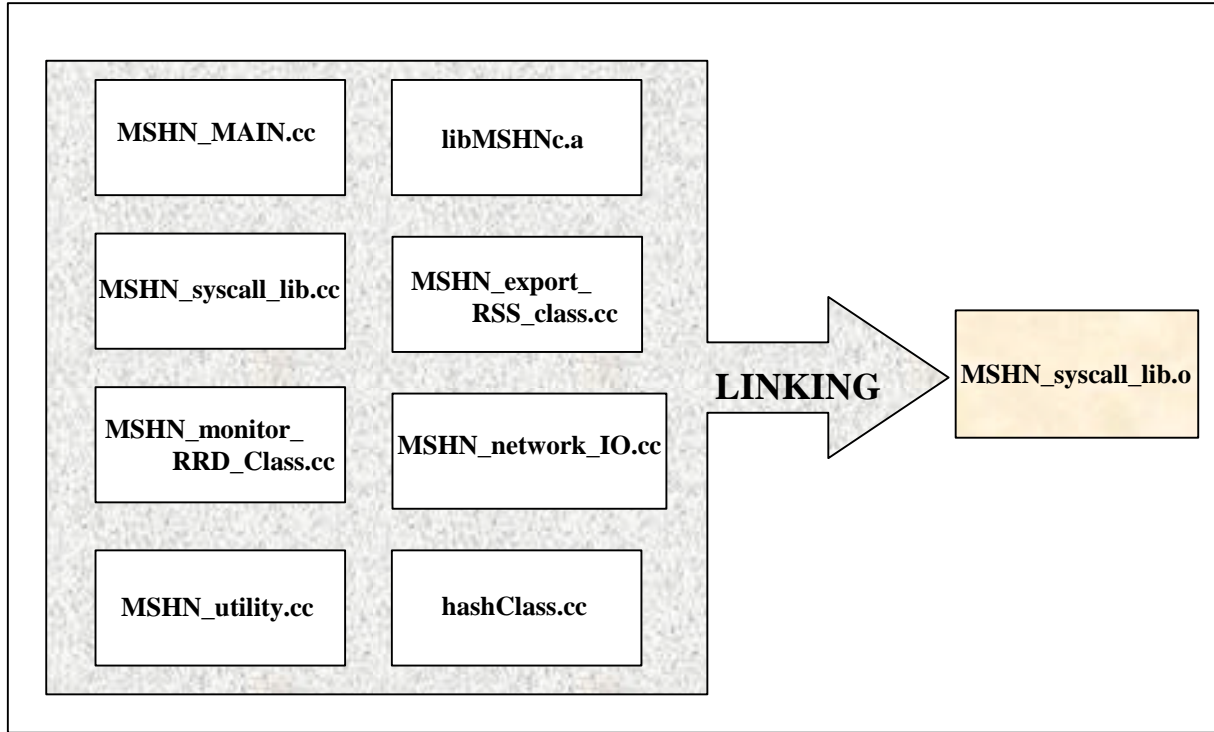 MSHN_MAIN.cc
libMSHNc.a
MSHN_syscall_lib.cc
MSHN_export_
RSS_class.cc
MSHN_monitor_
RRD_Class.cc
MSHN_network_IO.cc
MSHN_utility.cc
hashClass.cc
LINKING
MSHN_syscall_lib.o